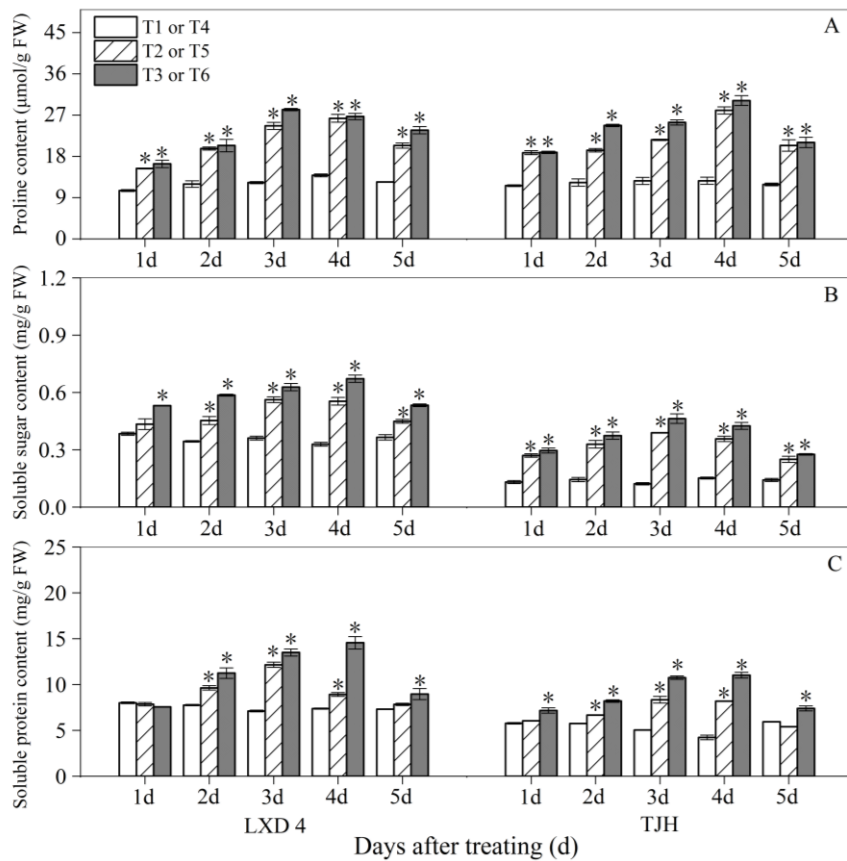 Proline content (μmol/g FW)
45
36
27
18
9
0
T1 or T4
T2 or T5
T3 or T6
A
* * * * * * * * * *
* * * * * * * * * *
1d 2d 3d 4d 5d 1d 2d 3d 4d 5d
Soluble sugar content (mg/g FW)
1.2
0.9
0.6
0.3
0.0
B
* * * * * * * * *
* * * * * * * * * *
1d 2d 3d 4d 5d 1d 2d 3d 4d 5d
Soluble protein content (mg/g FW)
25
20
15
10
5
0
C
* * * * * * *
* * * * * * * *
1d 2d 3d 4d 5d 1d 2d 3d 4d 5d
LXD 4 TJH
Days after treating (d)